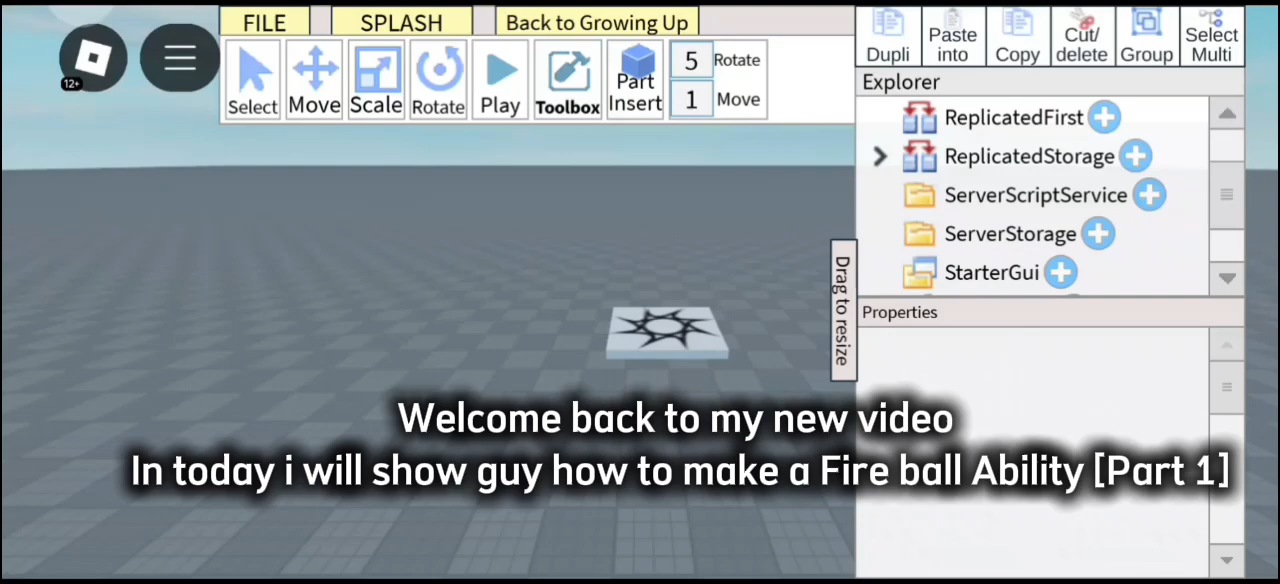 FILE
SPLASH
Back to Growing Up
12+
Select
Move
Scale
Rotate
Play
Toolbox
Part
Insert
5 Rotate
1 Move
Dupli
Paste
into
Copy
Cut/
delete
Group
Select
Multi
Explorer
ReplicatedFirst
ReplicatedStorage
ServerScriptService
ServerStorage
StarterGui
Drag to resize
Properties
Welcome back to my new video
In today i will show guy how to make a Fire ball Ability [Part 1]